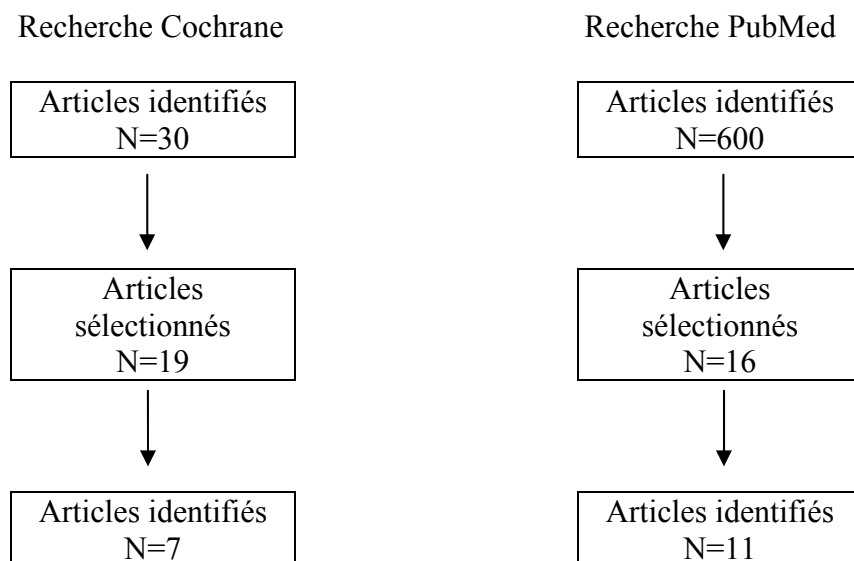 Recherche Cochrane
Articles identifiés
N=30
Articles
sélectionnés
N=19
Articles identifiés
N=7
Recherche PubMed
Articles identifiés
N=600
Articles
sélectionnés
N=16
Articles identifiés
N=11